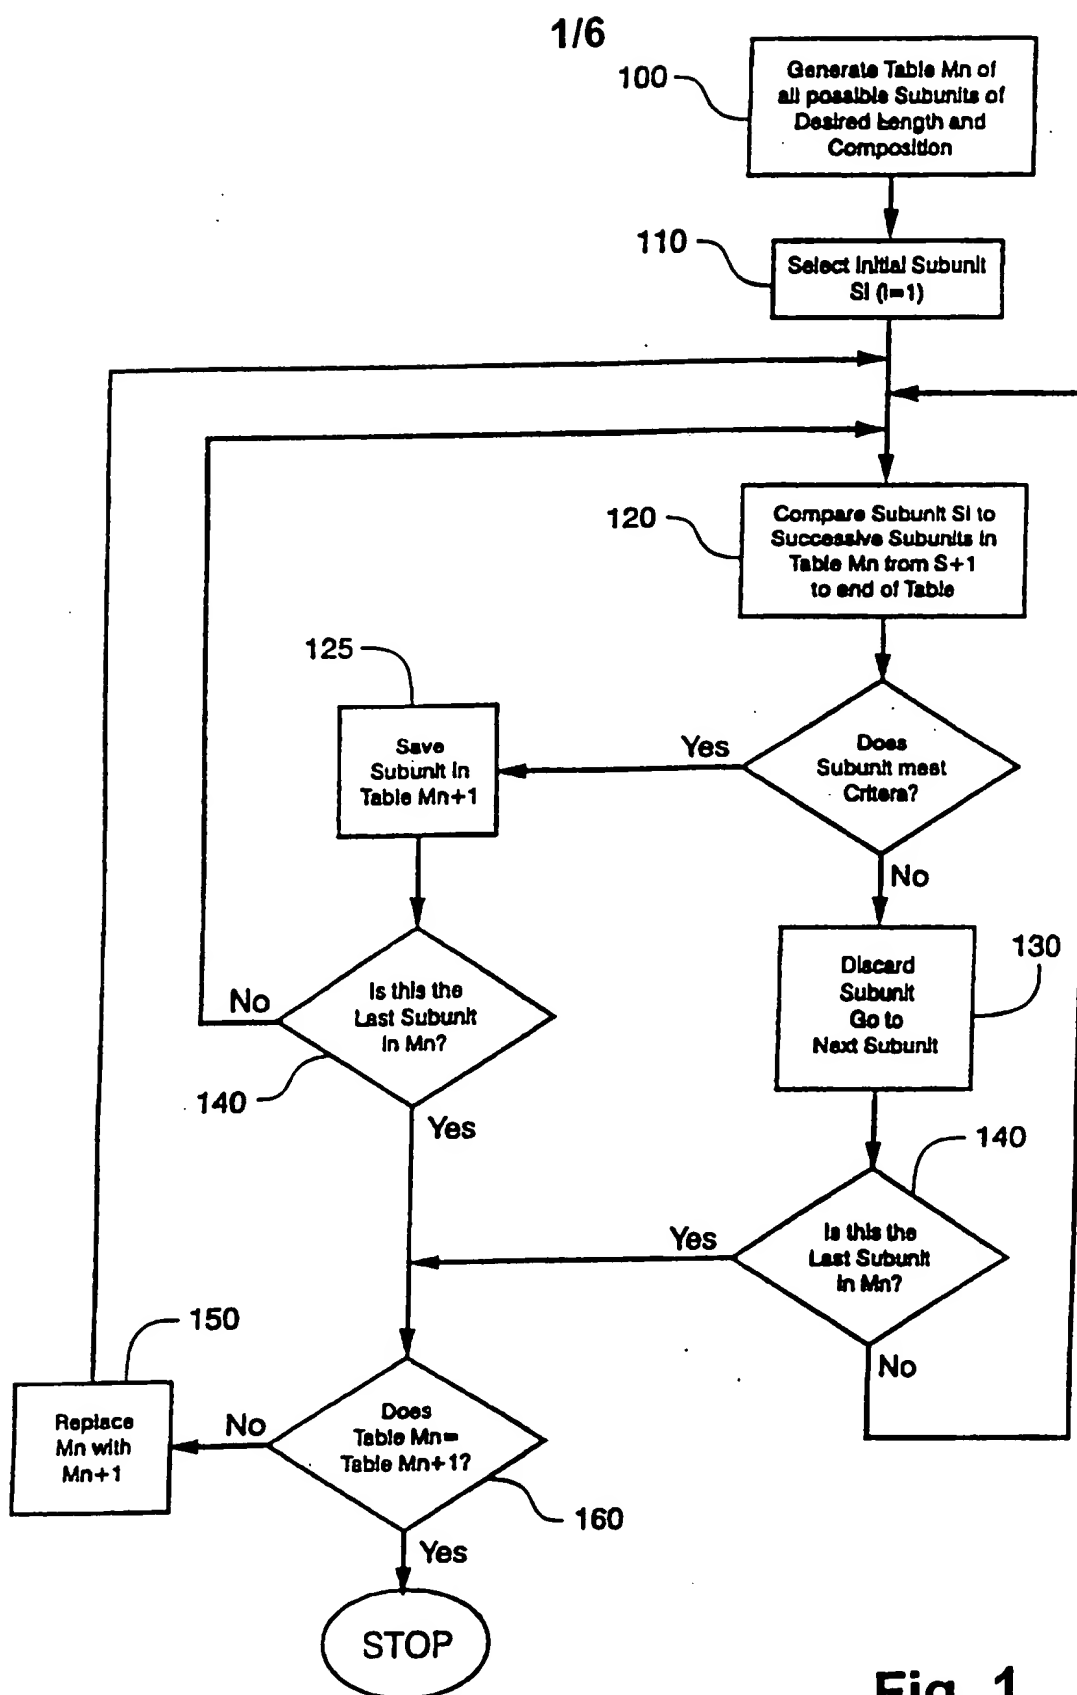 1/6
100
Generate Table Mn of
all possible Subunits of
Desired Length and
Composition
110
Select Initial Subunit
SI (I=1)
120
Compare Subunit SI to
Successive Subunits in
Table Mn from S+1
to end of Table
125
Save
Subunit in
Table Mn+1
Yes
Does
Subunit meet
Critera?
No
130
Discard
Subunit
Go to
Next Subunit
No
Is this the
Last Subunit
in Mn?
140
Yes
140
Yes
Is this the
Last Subunit
in Mn?
No
150
Replace
Mn with
Mn+1
No
Does
Table Mn=
Table Mn+1?
160
Yes
STOP
Fig. 1